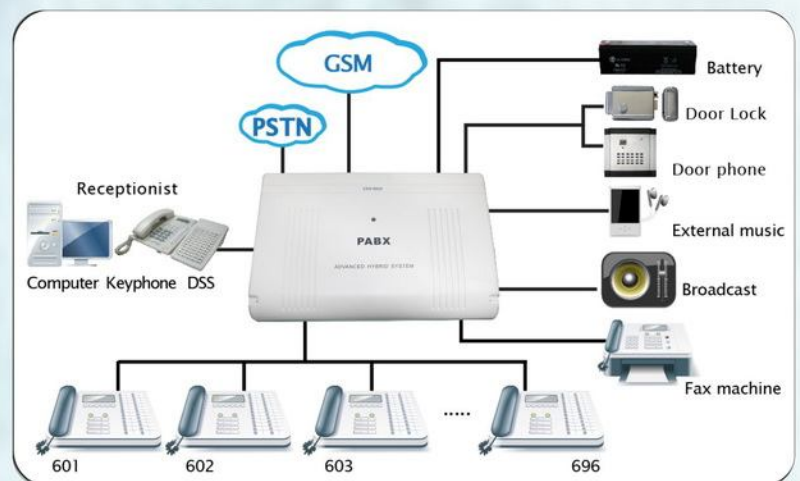 GSM
PSTN
Battery
Door Lock
Door phone
Receptionist
Computer Keyphone DSS
PABX
ADVANCED HYBRID SYSTEM
External music
Broadcast
Fax machine
601
602
603
.....
696